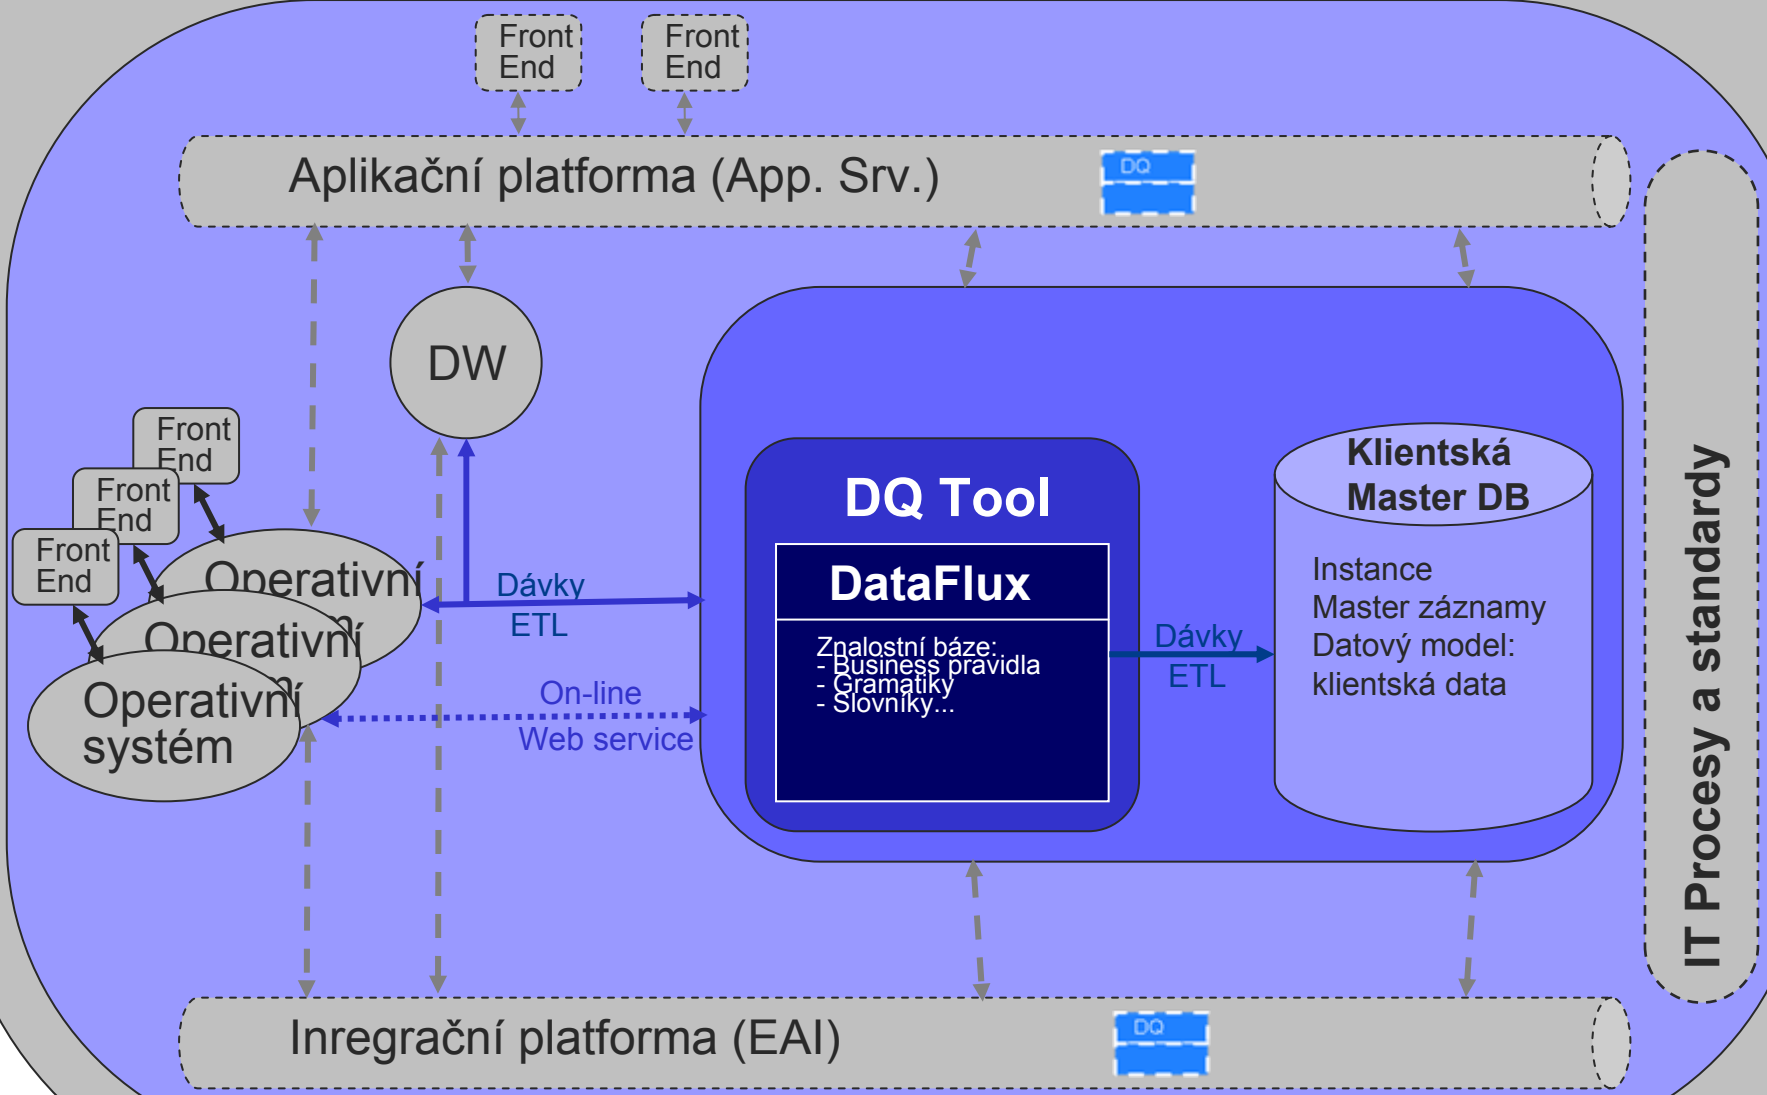 Front
End
Front
End
Aplikační platforma (App. Srv.)
DQ
DW
Front
End
Front
End
Front
End
Operativní
Operativní
Operativní
systém
Dávky
ETL
On-line
Web service
DQ Tool
DataFlux
Znalostní báze:
- Business pravidla
- Gramatiky
- Slovníky...
Dávky
ETL
Klientská
Master DB
Instance
Master záznamy
Datový model:
klientská data
IT Procesy a standardy
Inregrační platforma (EAI)
DQ